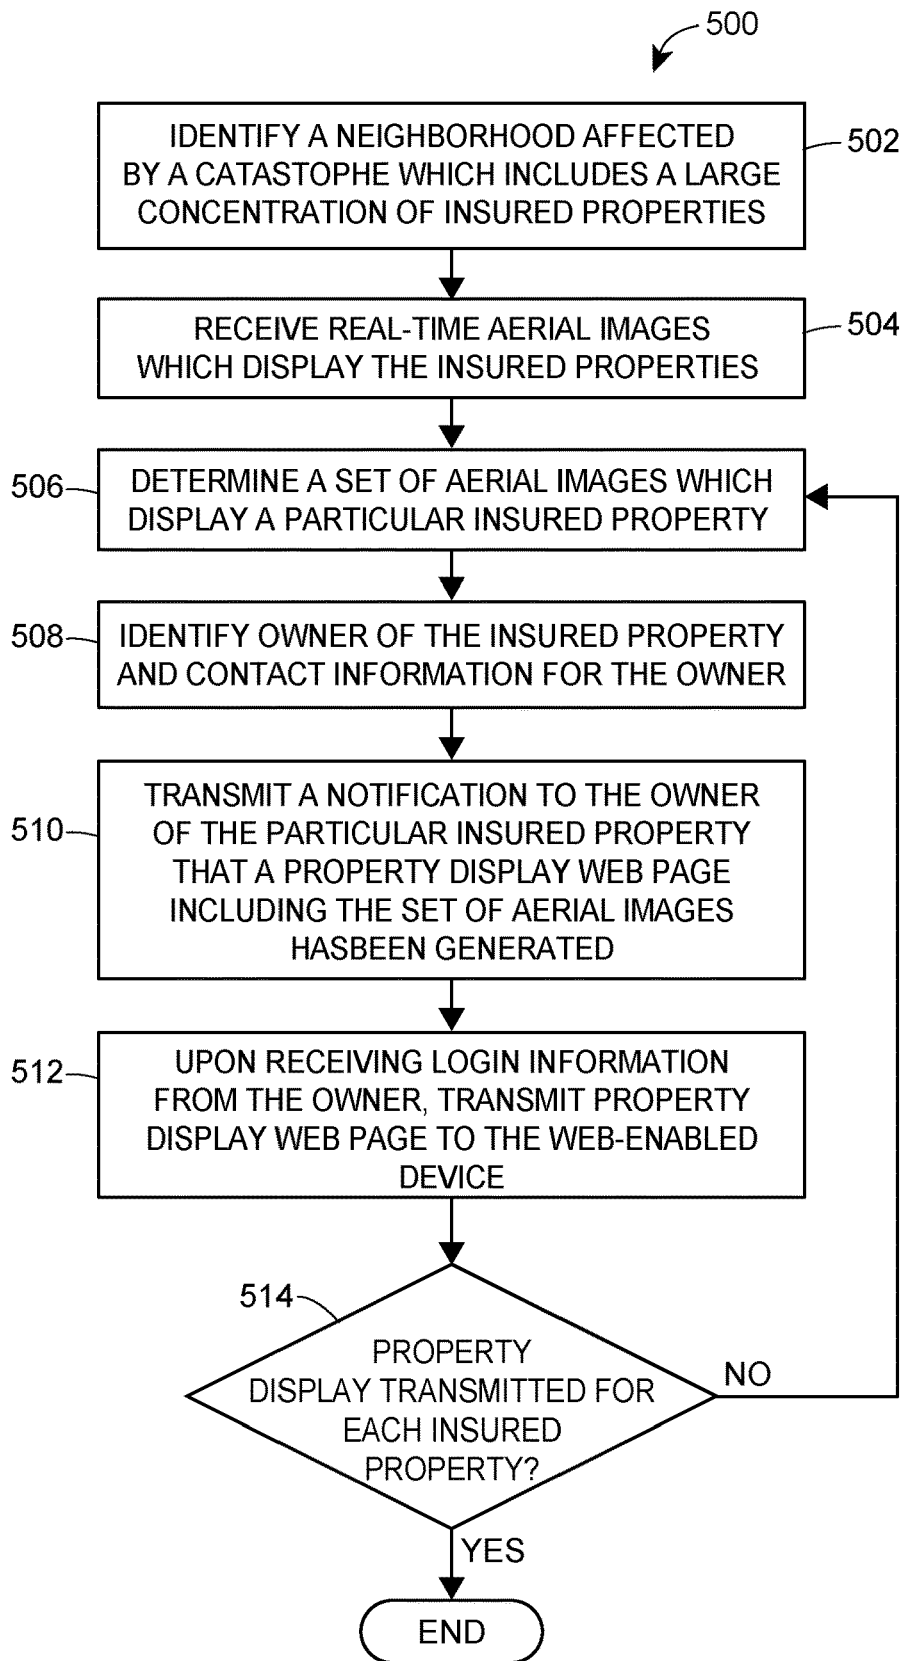 500
IDENTIFY A NEIGHBORHOOD AFFECTED
BY A CATASTOPHE WHICH INCLUDES A LARGE
CONCENTRATION OF INSURED PROPERTIES
502
RECEIVE REAL-TIME AERIAL IMAGES
WHICH DISPLAY THE INSURED PROPERTIES
504
506
DETERMINE A SET OF AERIAL IMAGES WHICH
DISPLAY A PARTICULAR INSURED PROPERTY
508
IDENTIFY OWNER OF THE INSURED PROPERTY
AND CONTACT INFORMATION FOR THE OWNER
510
TRANSMIT A NOTIFICATION TO THE OWNER
OF THE PARTICULAR INSURED PROPERTY
THAT A PROPERTY DISPLAY WEB PAGE
INCLUDING THE SET OF AERIAL IMAGES
HASBEEN GENERATED
512
UPON RECEIVING LOGIN INFORMATION
FROM THE OWNER, TRANSMIT PROPERTY
DISPLAY WEB PAGE TO THE WEB-ENABLED
DEVICE
514
PROPERTY
DISPLAY TRANSMITTED FOR
EACH INSURED
PROPERTY?
NO
YES
END